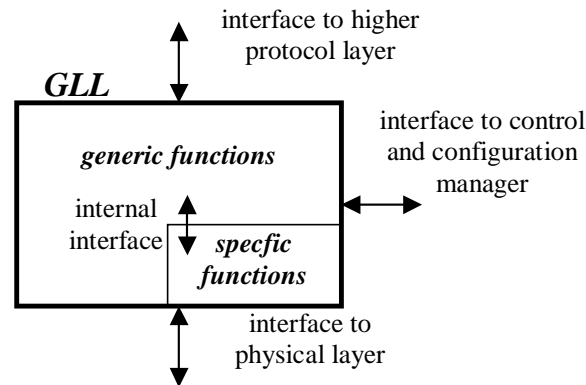 interface to higher
protocol layer
GLL
generic functions
interface to control
and configuration
manager
internal
interface
specfic
functions
interface to
physical layer